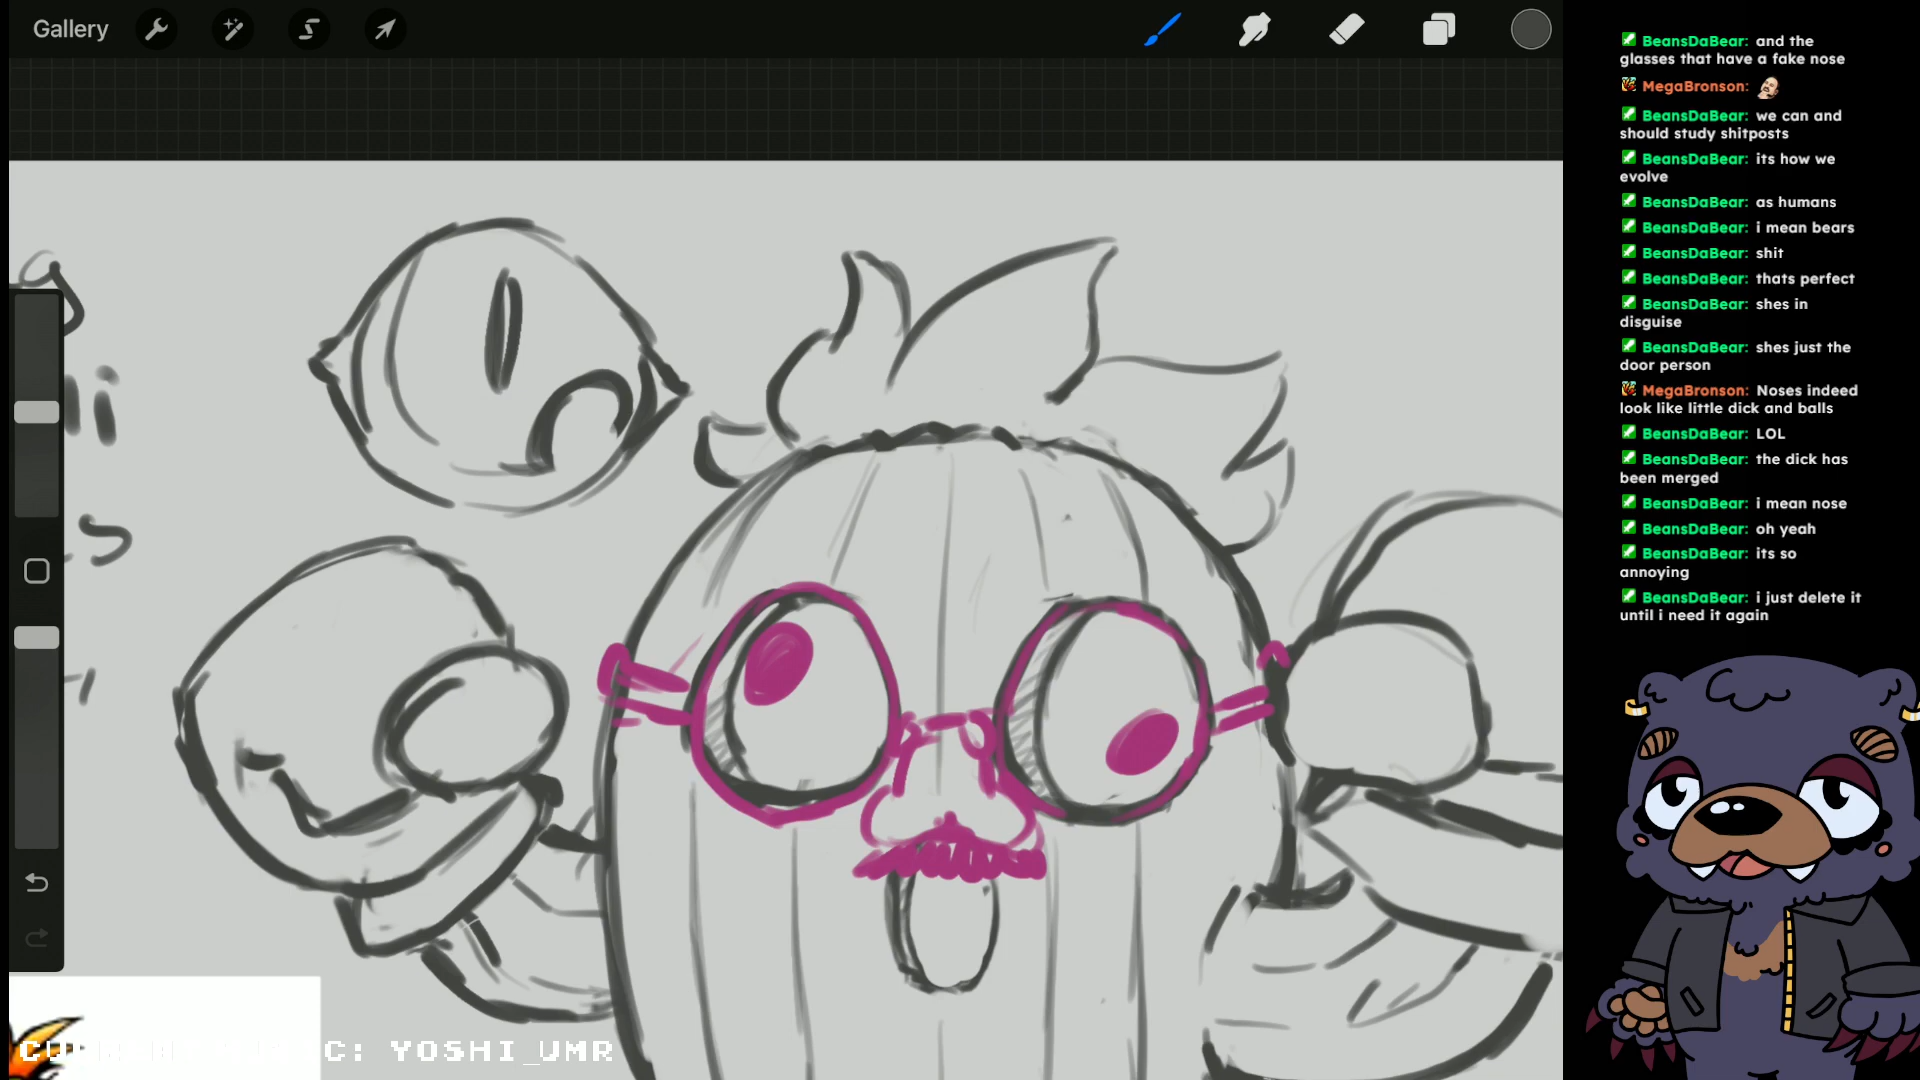 Gallery
BeansDaBear: and the
glasses that have a fake nose
MegaBronson:
BeansDaBear: we can and
should study shitposts
BeansDaBear: its how we
evolve
BeansDaBear: as humans
BeansDaBear: i mean bears
BeansDaBear: shit
BeansDaBear: thats perfect
BeansDaBear: shes in
disguise
BeansDaBear: shes just the
door person
MegaBronson: Noses indeed
look like little dick and balls
BeansDaBear: LOL
BeansDaBear: the dick has
been merged
BeansDaBear: i mean nose
BeansDaBear: oh yeah
BeansDaBear: its so
annoying
BeansDaBear: i just delete it
until i need it again
C: YOSHI_UMR